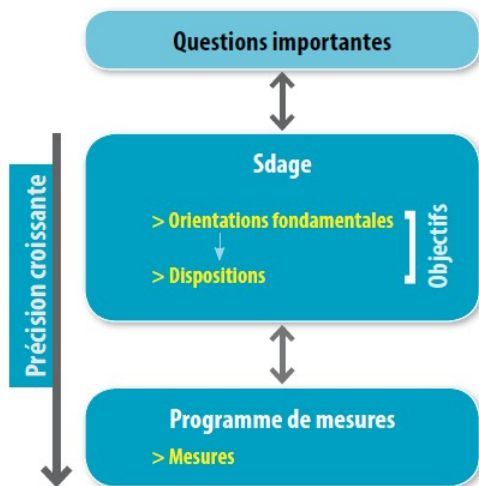 Questions importantes
Précision croissante
Sdage
> Orientations fondamentales
> Dispositions
Objectifs
Programme de mesures
> Mesures